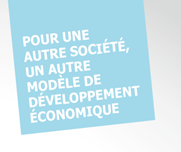 POUR UNE
AUTRE SOCIÉTÉ,
UN AUTRE
MODÈLE DE
DÉVELOPPEMENT
ÉCONOMIQUE